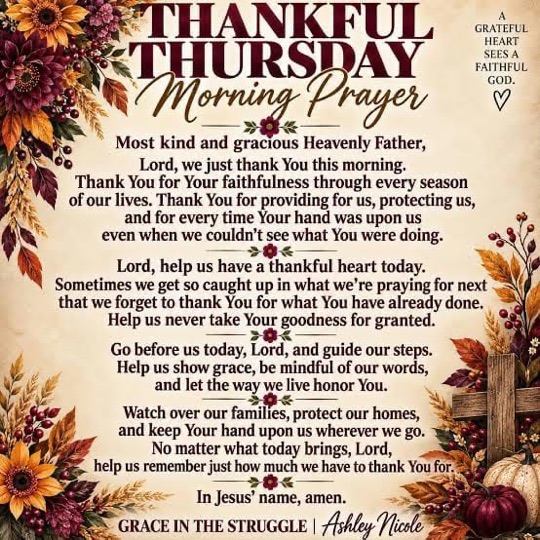 THANKFUL
THURSDAY
Morning Prayer
A
GRATEFUL
HEART
SEES A
FAITHFUL
GOD.
Most kind and gracious Heavenly Father,
Lord, we just thank You this morning.
Thank You for Your faithfulness through every season
of our lives. Thank You for providing for us, protecting us,
and for every time Your hand was upon us
even when we couldn't see what You were doing.
Lord, help us have a thankful heart today.
Sometimes we get so caught up in what we're praying for next
that we forget to thank You for what You have already done.
Help us never take Your goodness for granted.
Go before us today, Lord, and guide our steps.
Help us show grace, be mindful of our words,
and let the way we live honor You.
Watch over our families, protect our homes,
and keep Your hand upon us wherever we go.
No matter what today brings, Lord,
help us remember just how much we have to thank You for.
In Jesus' name, amen.
GRACE IN THE STRUGGLE | Ashley Nicole